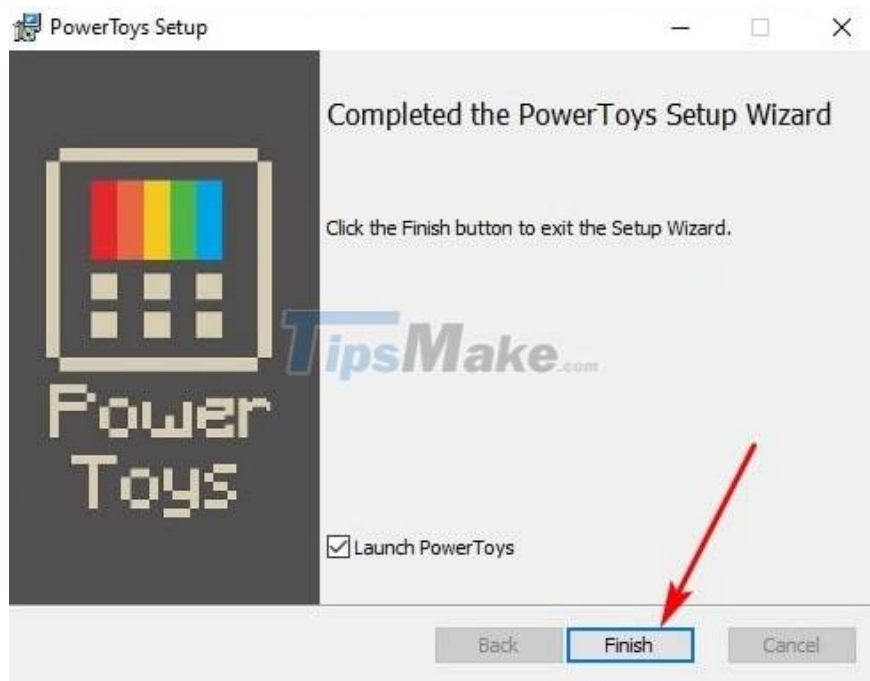 PowerToys Setup
Completed the PowerToys Setup Wizard
Click the Finish button to exit the Setup Wizard.
TipsMake.com
Power
Toys
Launch PowerToys
Back
Finish
Cancel